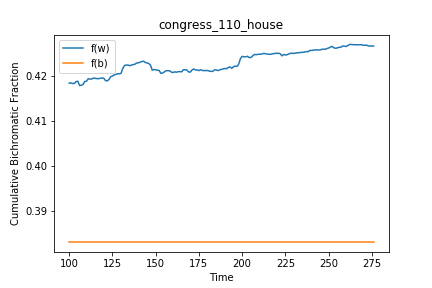 congress_110_house
f(w)
f(b)
Cumulative Bichromatic Fraction
0.42
0.41
0.40
0.39
100 125 150 175 200 225 250 275
Time